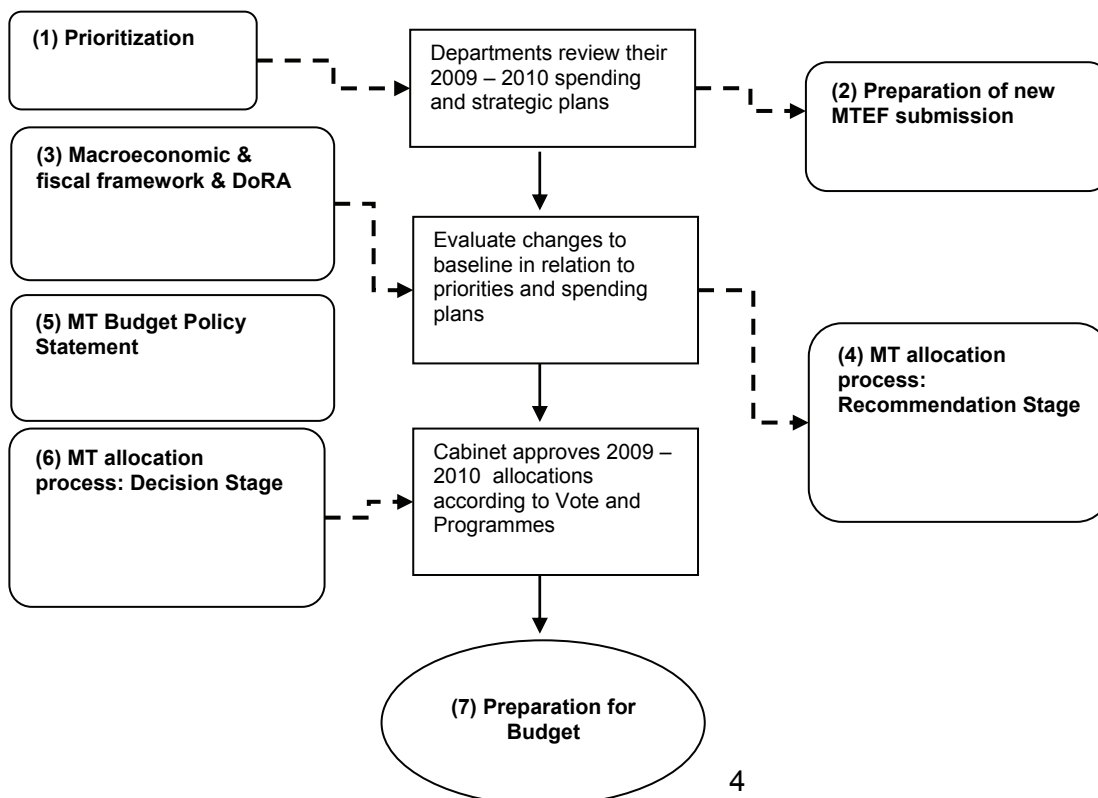 (1) Prioritization
Departments review their
2009 – 2010 spending
and strategic plans
(2) Preparation of new
MTEF submission
(3) Macroeconomic &
fiscal framework & DoRA
Evaluate changes to
baseline in relation to
priorities and spending
plans
(5) MT Budget Policy
Statement
(4) MT allocation
process:
Recommendation Stage
(6) MT allocation
process: Decision Stage
Cabinet approves 2009 –
2010 allocations
according to Vote and
Programmes
(7) Preparation for
Budget
4